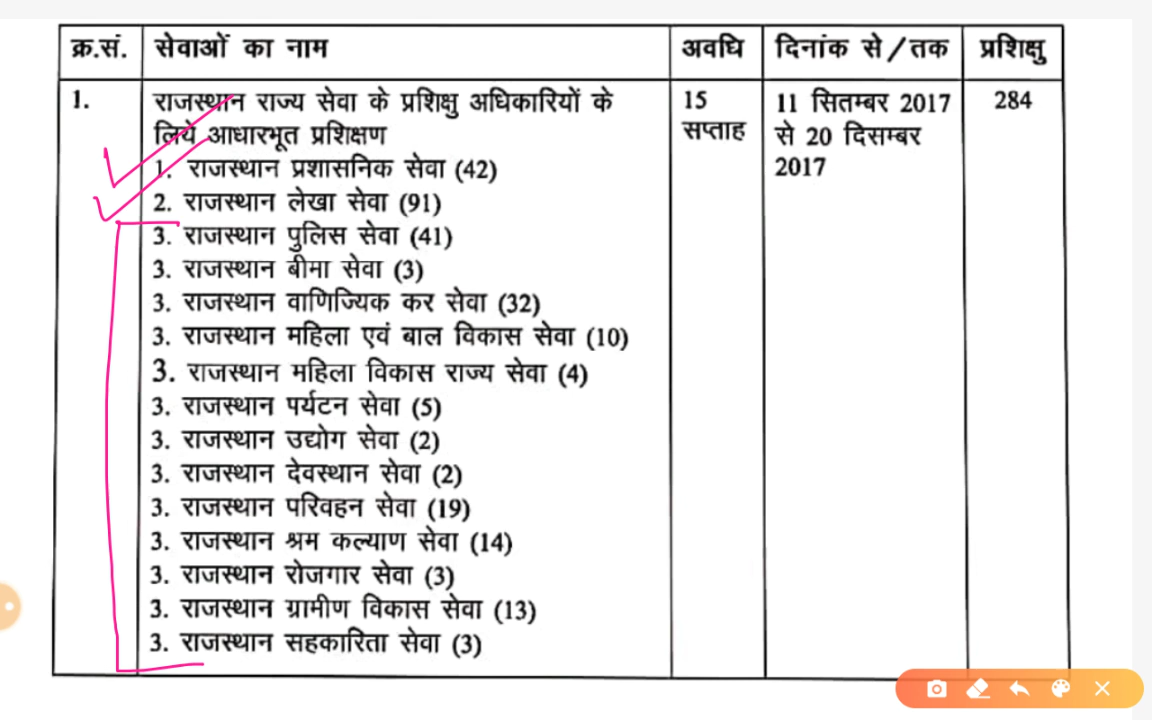 क्र.सं. सेवाओं का नाम अवधि दिनांक से/तक प्रशिक्षु
1. राजस्थान राज्य सेवा के प्रशिक्षु अधिकारियों के 15 11 सितम्बर 2017 284
लिये आधारभूत प्रशिक्षण सप्ताह से 20 दिसम्बर
1. राजस्थान प्रशासनिक सेवा (42) 2017
2. राजस्थान लेखा सेवा (91)
3. राजस्थान पुलिस सेवा (41)
3. राजस्थान बीमा सेवा (3)
3. राजस्थान वाणिज्यिक कर सेवा (32)
3. राजस्थान महिला एवं बाल विकास सेवा (10)
3. राजस्थान महिला विकास राज्य सेवा (4)
3. राजस्थान पर्यटन सेवा (5)
3. राजस्थान उद्योग सेवा (2)
3. राजस्थान देवस्थान सेवा (2)
3. राजस्थान परिवहन सेवा (19)
3. राजस्थान श्रम कल्याण सेवा (14)
3. राजस्थान रोजगार सेवा (3)
3. राजस्थान ग्रामीण विकास सेवा (13)
3. राजस्थान सहकारिता सेवा (3)